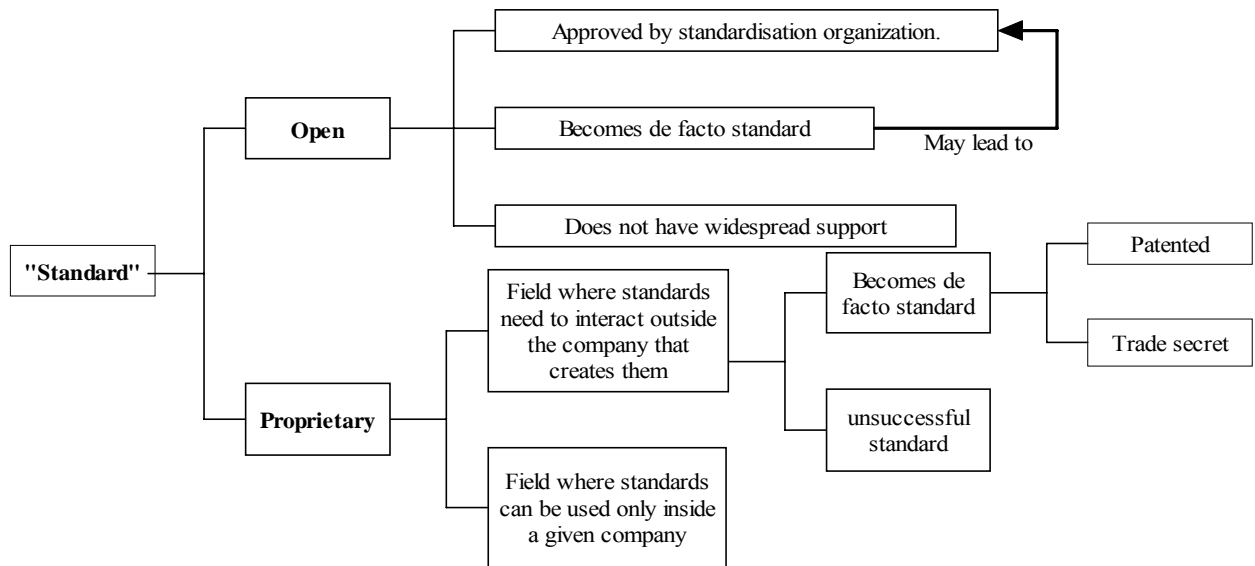 Approved by standardisation organization.
Open
Becomes de facto standard
May lead to
Does not have widespread support
"Standard"
Field where standards
need to interact outside
the company that
creates them
Becomes de
facto standard
Patented
Trade secret
Proprietary
unsuccessful
standard
Field where standards
can be used only inside
a given company